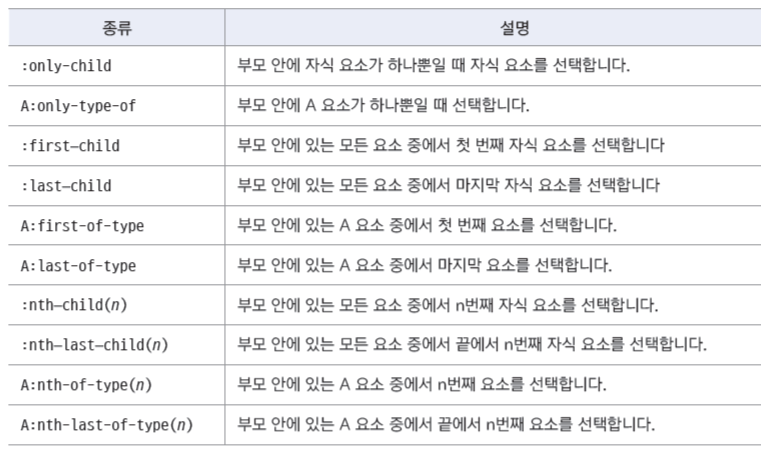 종류 설명
:only-child 부모 안에 자식 요소가 하나뿐일 때 자식 요소를 선택합니다.
A:only-type-of 부모 안에 A 요소가 하나뿐일 때 선택합니다.
:first-child 부모 안에 있는 모든 요소 중에서 첫 번째 자식 요소를 선택합니다
:last-child 부모 안에 있는 모든 요소 중에서 마지막 자식 요소를 선택합니다
A:first-of-type 부모 안에 있는 A 요소 중에서 첫 번째 요소를 선택합니다.
A:last-of-type 부모 안에 있는 A 요소 중에서 마지막 요소를 선택합니다.
:nth-child(n) 부모 안에 있는 모든 요소 중에서 n번째 자식 요소를 선택합니다.
:nth-last-child(n) 부모 안에 있는 모든 요소 중에서 끝에서 n번째 자식 요소를 선택합니다.
A:nth-of-type(n) 부모 안에 있는 A 요소 중에서 n번째 요소를 선택합니다.
A:nth-last-of-type(n) 부모 안에 있는 A 요소 중에서 끝에서 n번째 요소를 선택합니다.